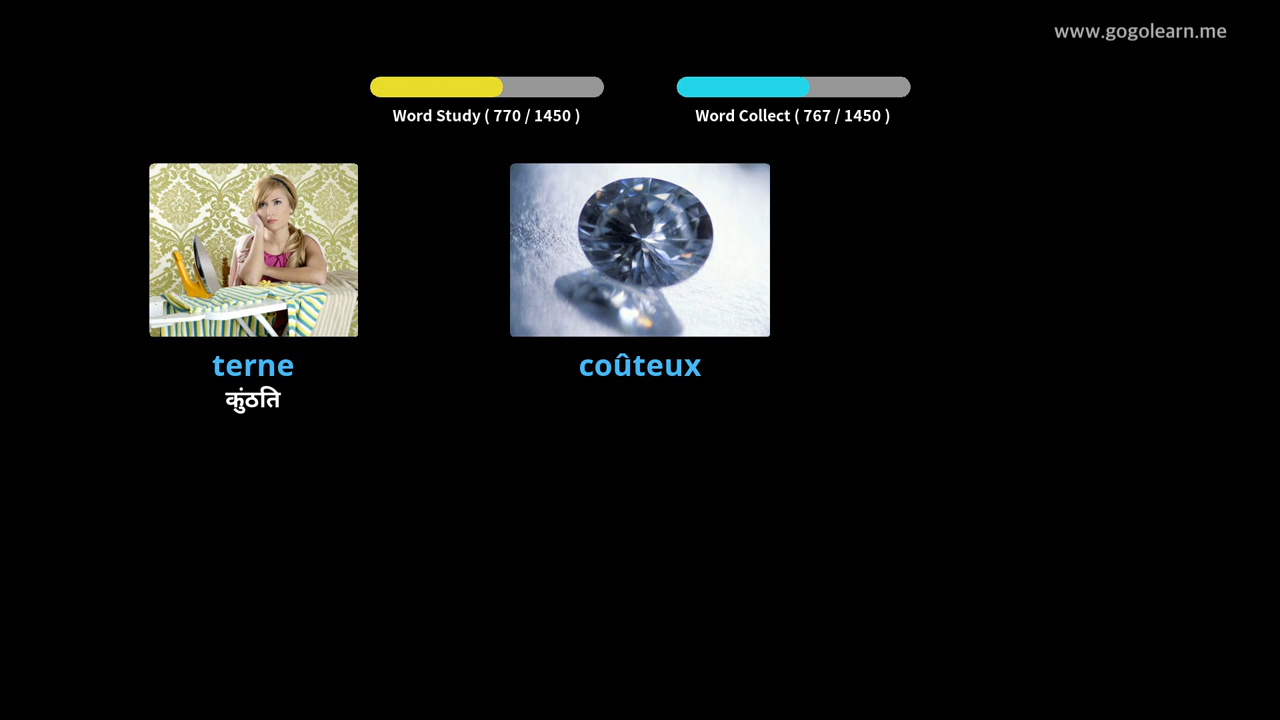 www.gogolearn.me
Word Study ( 770 / 1450 )
Word Collect ( 767 / 1450 )
terne
कुंठति
coûteux